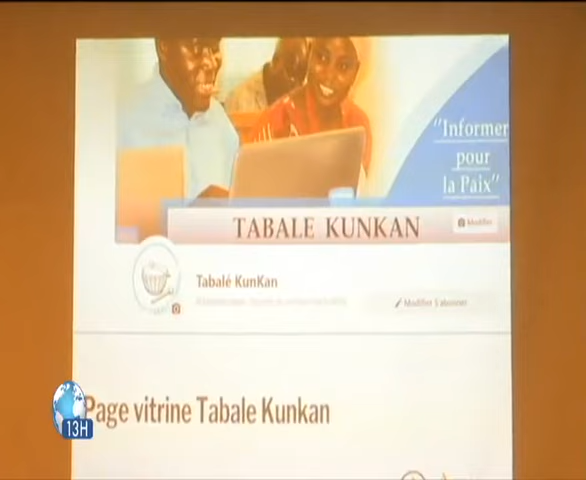 "Informer
pour
la Paix"
TABALE KUNKAN
Modifier
Tabalé KunKan
Modifier S'abonner
Page vitrine Tabale Kunkan
13H